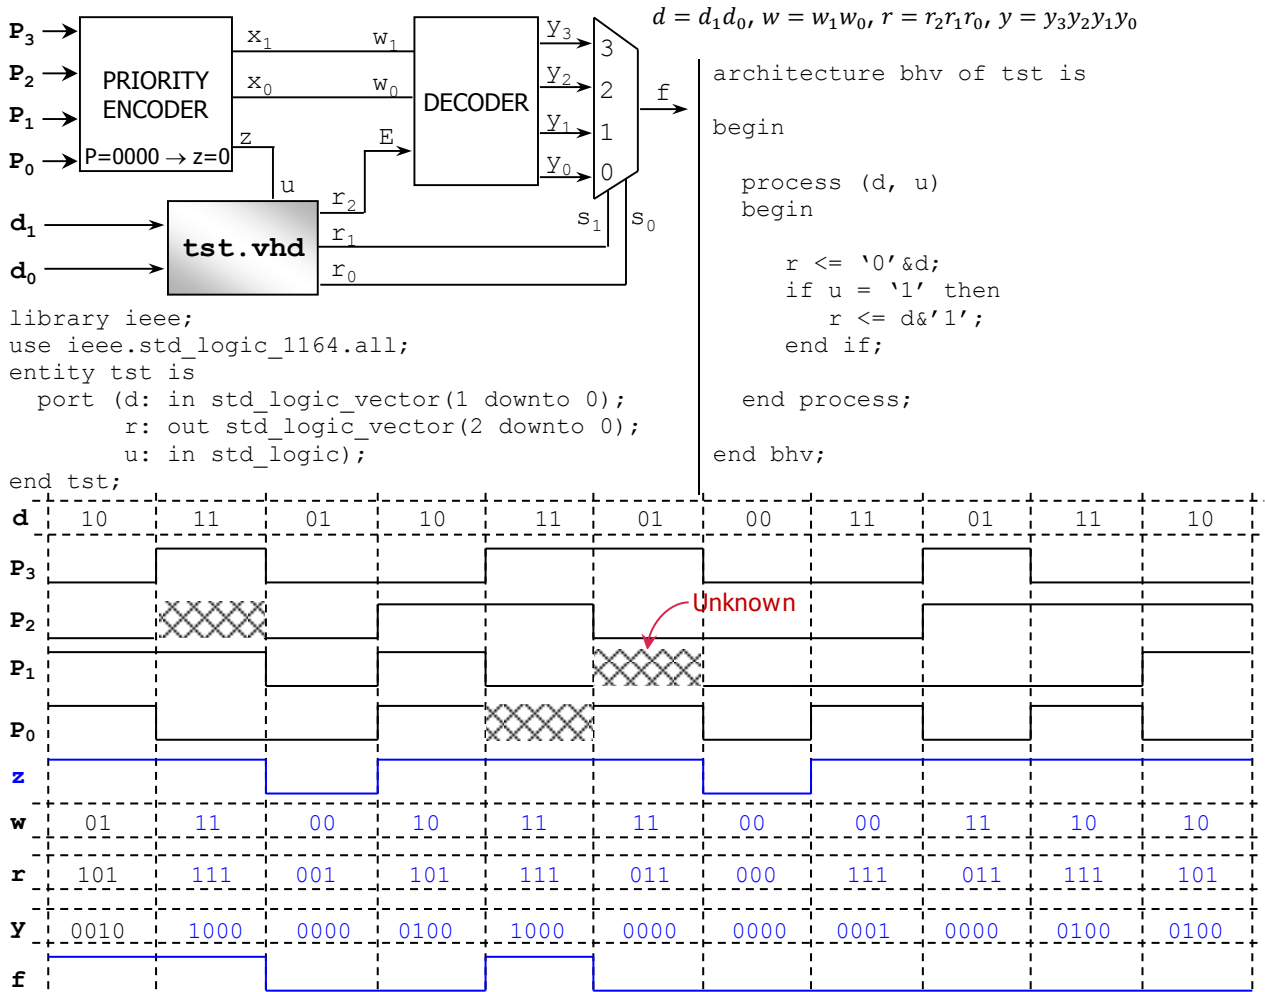 d = d₁d₀, w = w₁w₀, r = r₂r₁r₀, y = y₃y₂y₁y₀
P₃
P₂
P₁
P₀
PRIORITY
ENCODER
P=0000 → z=0
x₁
x₀
z
u
w₁
w₀
E
DECODER
y₃
y₂
y₁
y₀
3
2
1
0
f
s₁
s₀
d₁
d₀
tst.vhd
r₂
r₁
r₀
library ieee;
use ieee.std_logic_1164.all;
entity tst is
port (d: in std_logic_vector(1 downto 0);
r: out std_logic_vector(2 downto 0);
u: in std_logic);
end tst;
architecture bhv of tst is
begin
process (d, u)
begin
r <= ‘0’&d;
if u = ‘1’ then
r <= d&’1’;
end if;
end process;
end bhv;
d 10 11 01 10 11 01 00 11 01 11 10
P₃
P₂
Unknown
P₁
P₀
z
w 01 11 00 10 11 11 00 00 11 10 10
r 101 111 001 101 111 011 000 111 011 111 101
y 0010 1000 0000 0100 1000 0000 0000 0001 0000 0100 0100
f